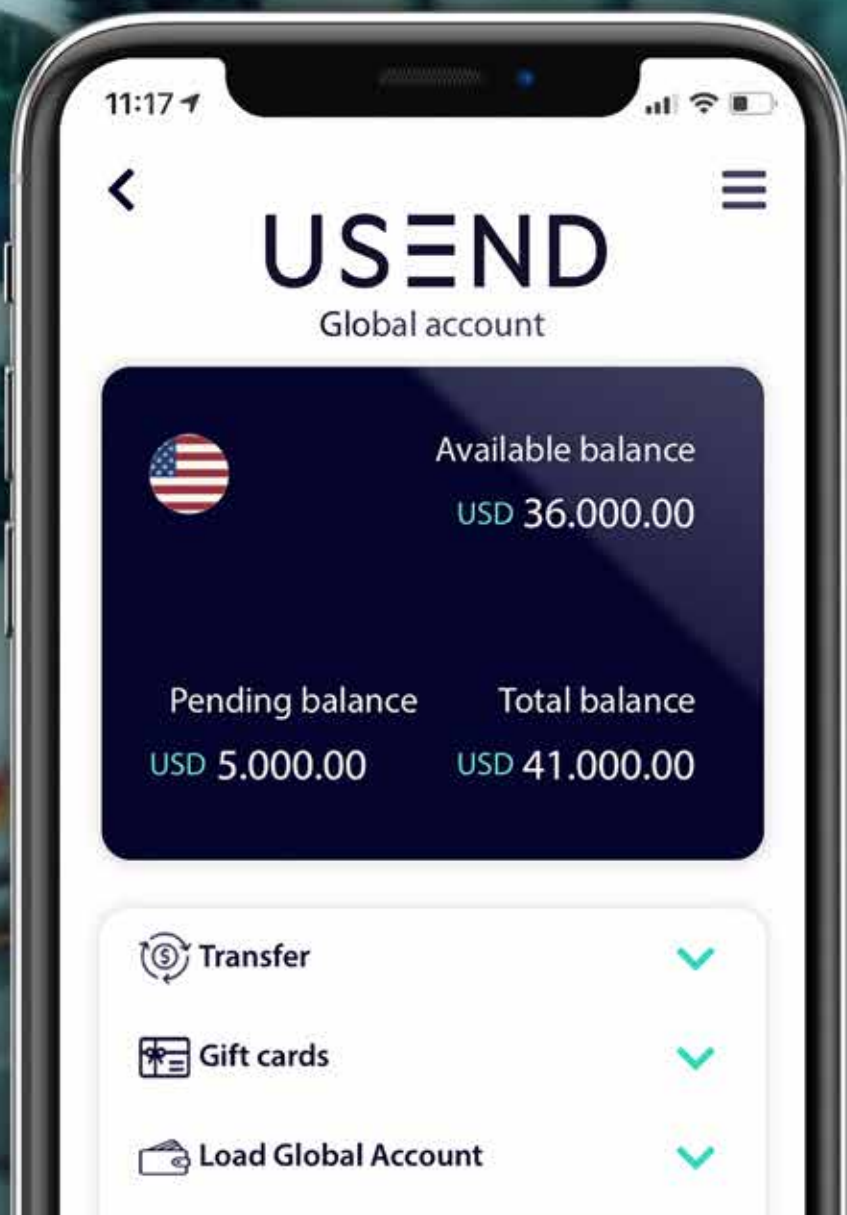 11:17
USEND
Global account
Available balance
USD 36.000.00
Pending balance Total balance
USD 5.000.00 USD 41.000.00
Transfer
Gift cards
Load Global Account